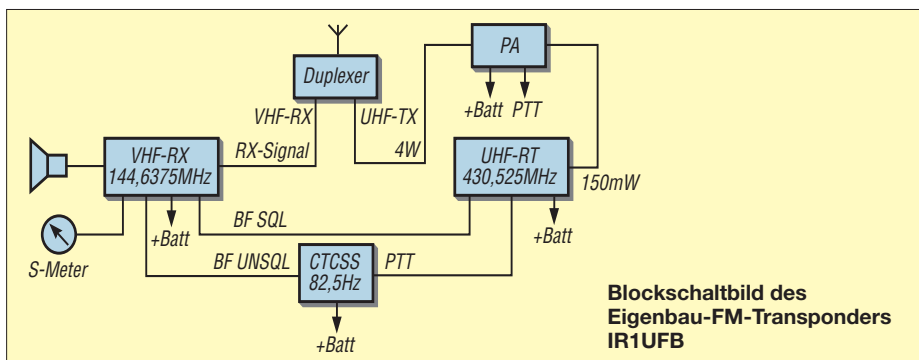 Duplexer
PA
VHF-RX
UHF-TX
+Batt PTT
VHF-RX
144,6375MHz
RX-Signal
4W
UHF-RT
430,525MHz
150mW
BF SQL
+Batt
+Batt
S-Meter
BF UNSQL
CTCSS
82,5Hz
PTT
+Batt
Blockschaltbild des
Eigenbau-FM-Transponders
IR1UFB